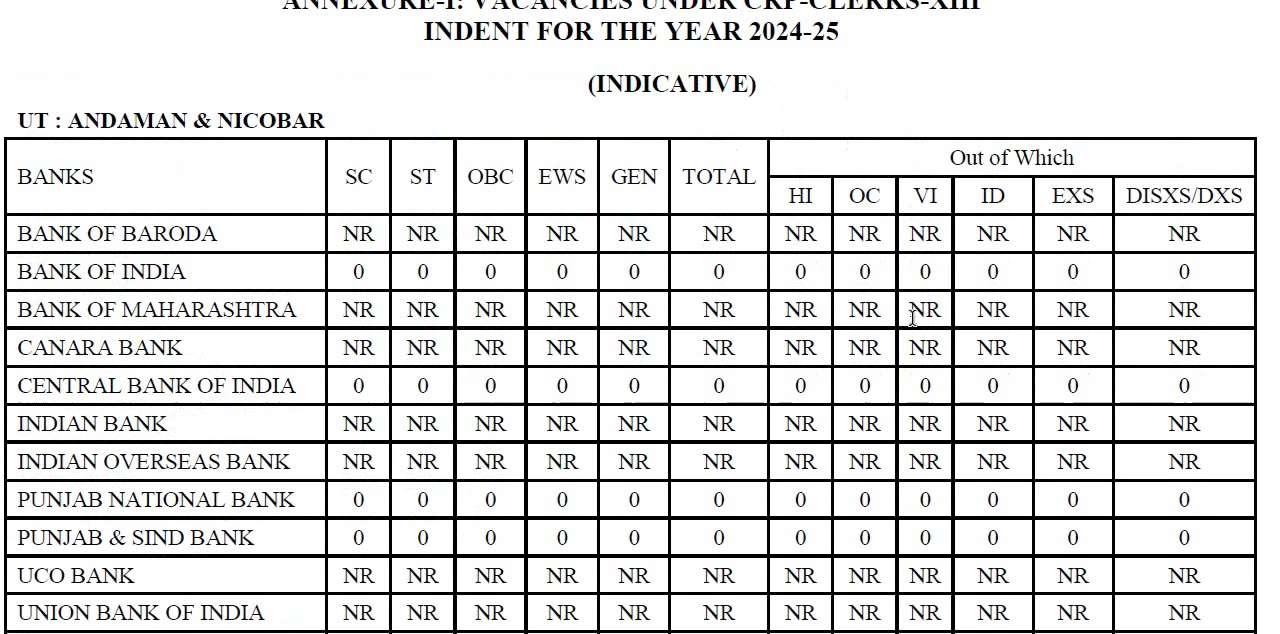 ANNEXURE-I: VACANCIES UNDER CRP-CLERKS-XIII
INDENT FOR THE YEAR 2024-25
(INDICATIVE)
UT : ANDAMAN & NICOBAR
BANKS SC ST OBC EWS GEN TOTAL Out of Which
HI OC VI ID EXS DISXS/DXS
BANK OF BARODA NR NR NR NR NR NR NR NR NR NR NR NR
BANK OF INDIA 0 0 0 0 0 0 0 0 0 0 0 0
BANK OF MAHARASHTRA NR NR NR NR NR NR NR NR NR NR NR NR
CANARA BANK NR NR NR NR NR NR NR NR NR NR NR NR
CENTRAL BANK OF INDIA 0 0 0 0 0 0 0 0 0 0 0 0
INDIAN BANK NR NR NR NR NR NR NR NR NR NR NR NR
INDIAN OVERSEAS BANK NR NR NR NR NR NR NR NR NR NR NR NR
PUNJAB NATIONAL BANK 0 0 0 0 0 0 0 0 0 0 0 0
PUNJAB & SIND BANK 0 0 0 0 0 0 0 0 0 0 0 0
UCO BANK NR NR NR NR NR NR NR NR NR NR NR NR
UNION BANK OF INDIA NR NR NR NR NR NR NR NR NR NR NR NR